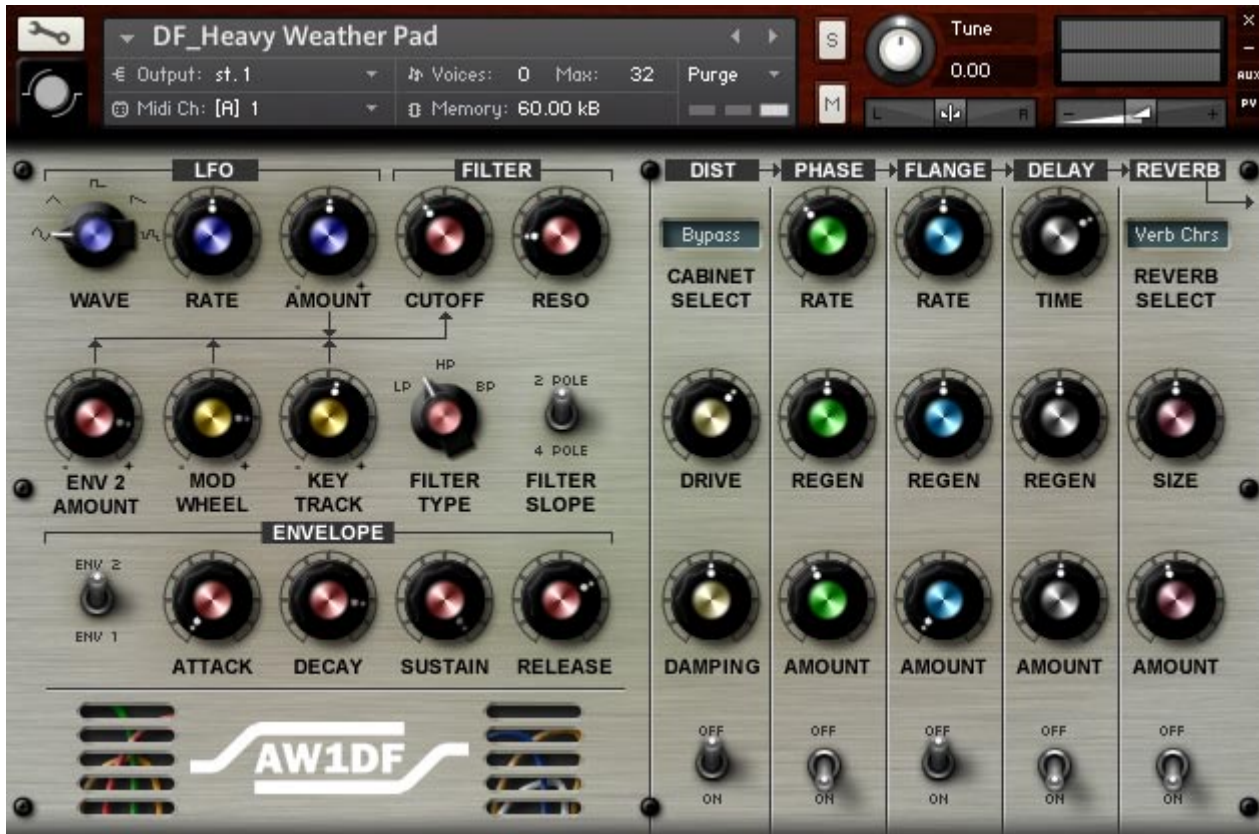 DF_Heavy Weather Pad
Output: st. 1
Voices: 0 Max: 32
Purge
Midi Ch: [A] 1
Memory: 60.00 kB
S
M
Tune
0.00
L R
- +
X
-
AUX
PV
LFO
FILTER
WAVE
RATE
- +
AMOUNT
CUTOFF
RESO
- +
ENV 2
AMOUNT
- +
MOD
WHEEL
- +
KEY
TRACK
LP HP BP
FILTER
TYPE
2 POLE
4 POLE
FILTER
SLOPE
ENVELOPE
ENV 2
ENV 1
ATTACK
DECAY
SUSTAIN
RELEASE
AW1DF
DIST
PHASE
FLANGE
DELAY
REVERB
Bypass
CABINET
SELECT
RATE
RATE
TIME
Verb Chrs
REVERB
SELECT
DRIVE
REGEN
REGEN
REGEN
SIZE
DAMPING
AMOUNT
AMOUNT
AMOUNT
AMOUNT
OFF
ON
OFF
ON
OFF
ON
OFF
ON
OFF
ON